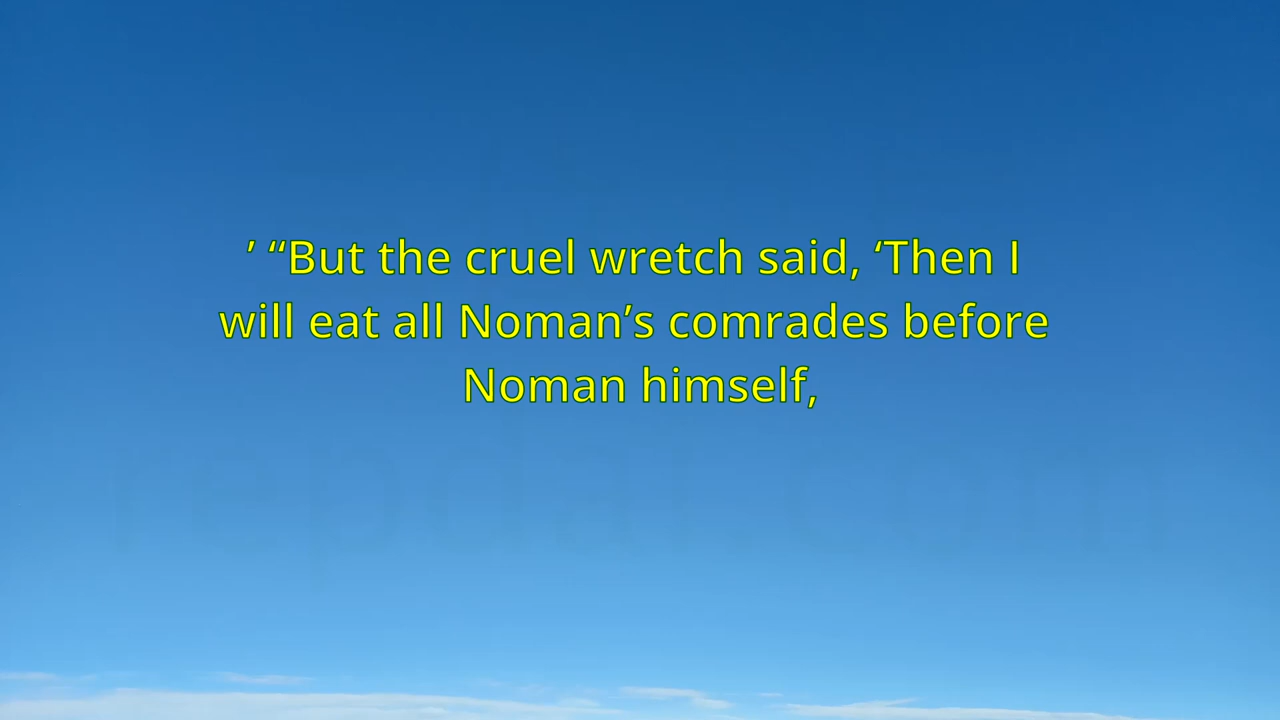 ’ “But the cruel wretch said, ‘Then I
will eat all Noman’s comrades before
Noman himself,